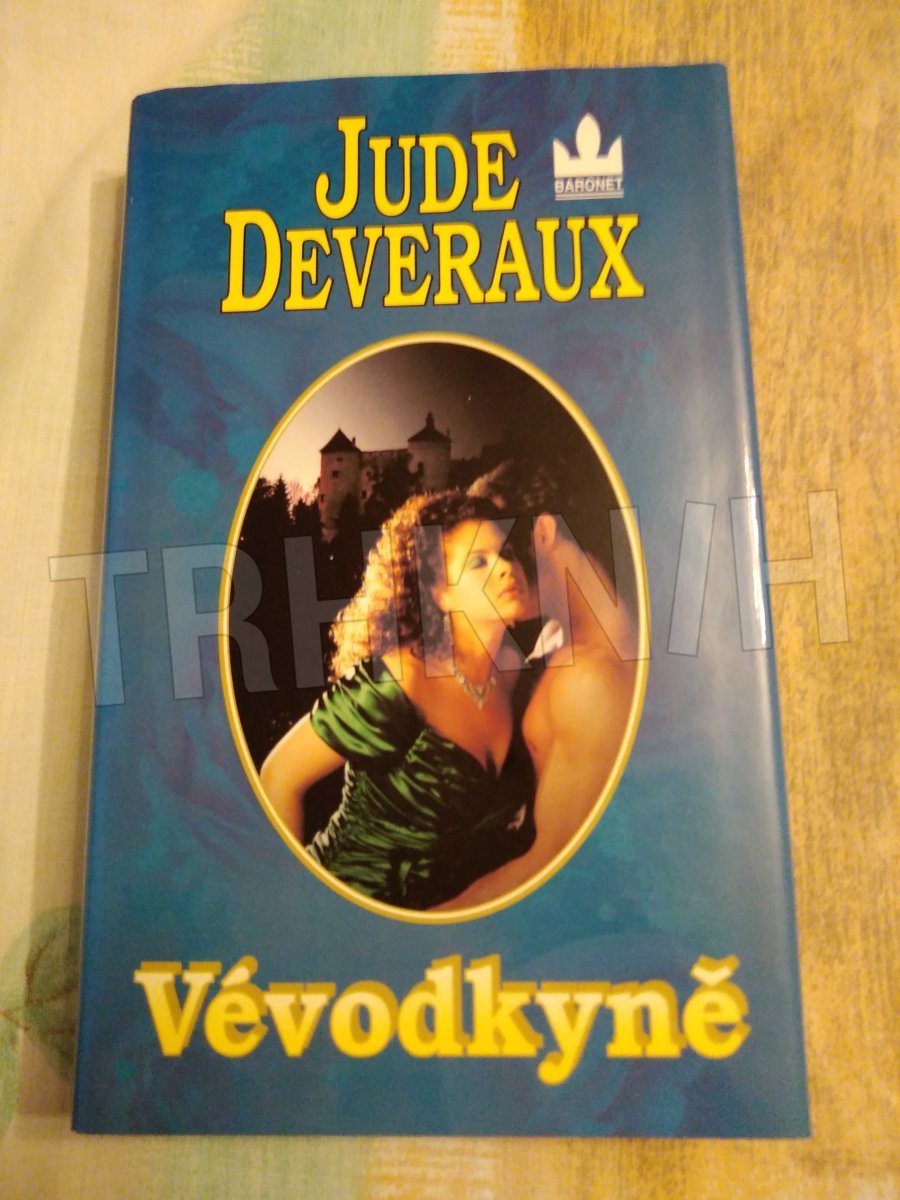 JUDE
BARONET
DEVERAUX
TRHKNIH
Vévodkyně